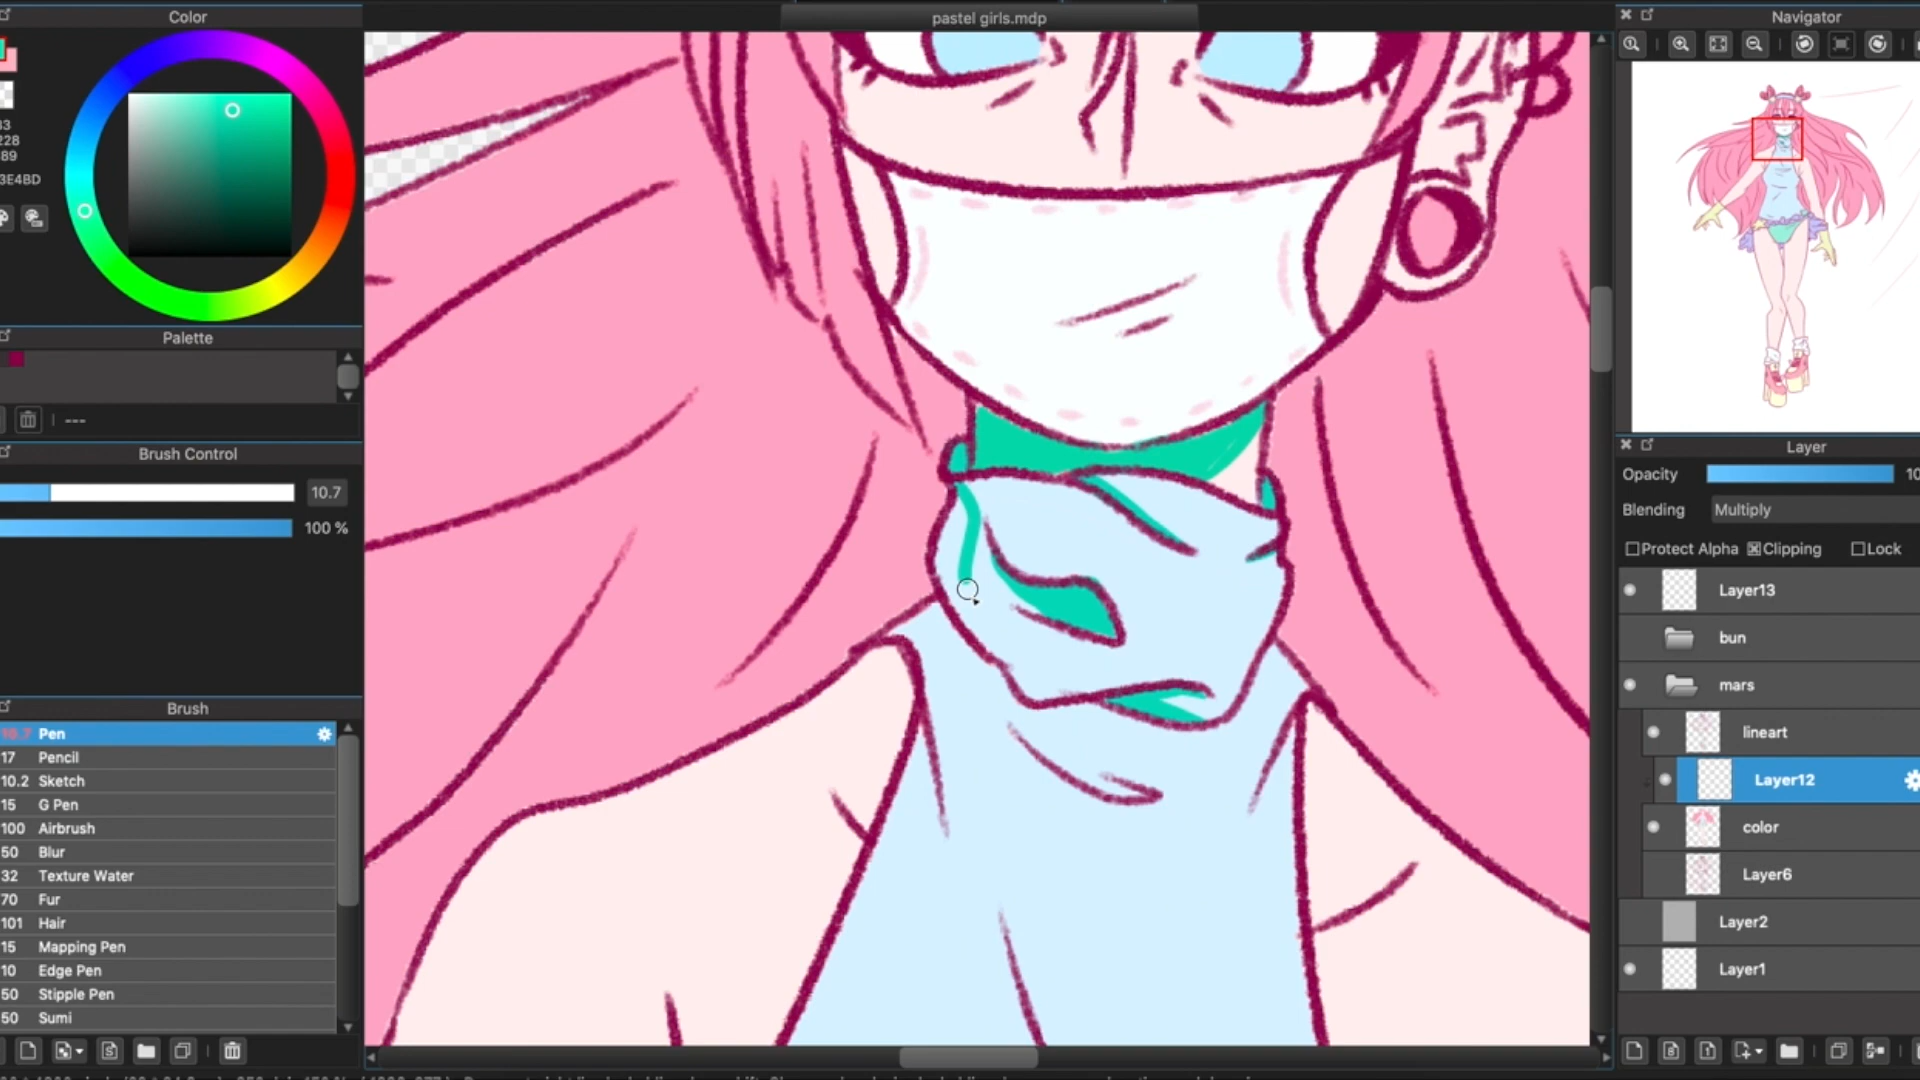 Color
pastel girls.mdp
Navigator
228
89
3E4BD
Palette
---
Brush Control
10.7
100 %
Brush
10.7 Pen
17 Pencil
10.2 Sketch
15 G Pen
100 Airbrush
50 Blur
32 Texture Water
70 Fur
101 Hair
15 Mapping Pen
10 Edge Pen
50 Stipple Pen
50 Sumi
Layer
Opacity 10
Blending Multiply
Protect Alpha Clipping Lock
Layer13
bun
mars
lineart
Layer12
color
Layer6
Layer2
Layer1